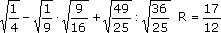 √(1/4) − √(1/9) · √(9/16) + √(49/25) : √(36/25) R = 17/12